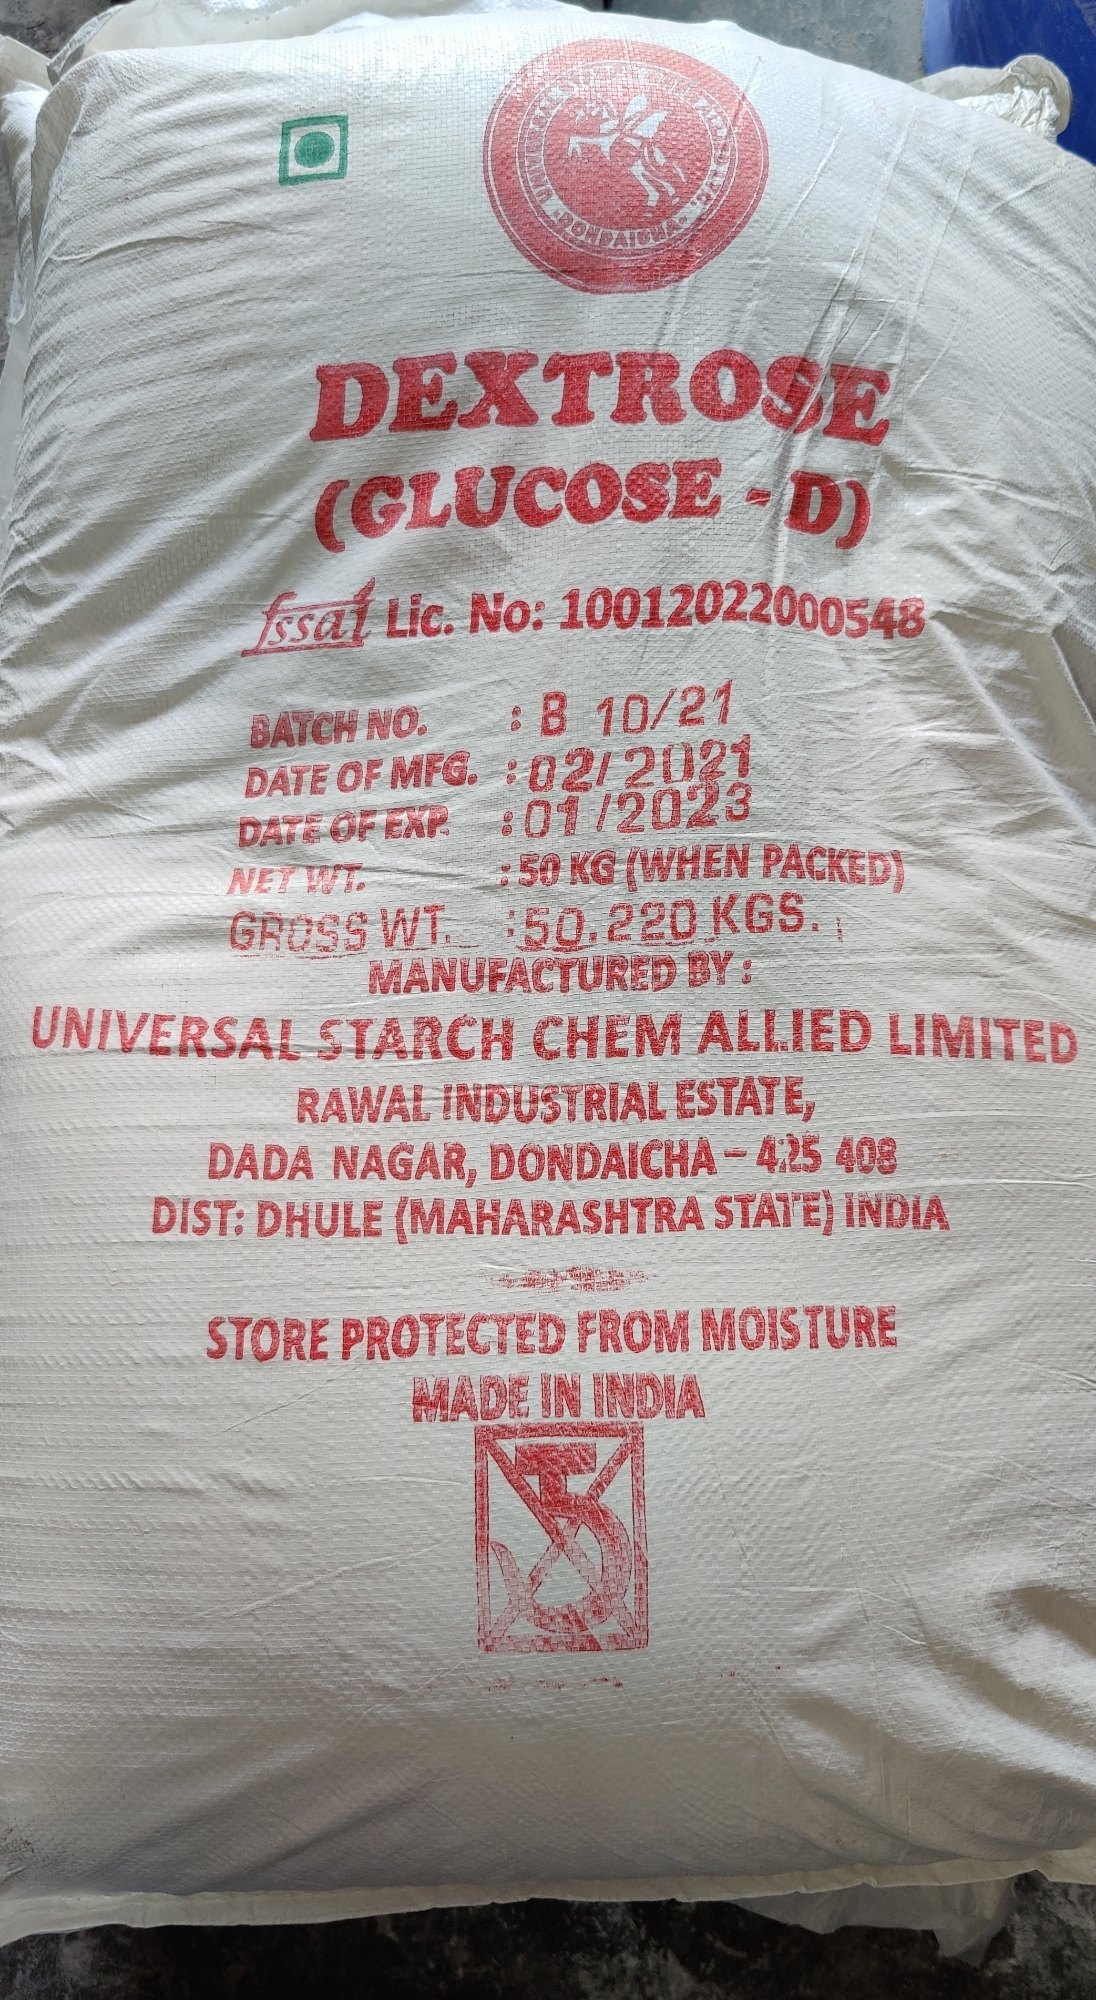 DONDAICHA
DEXTROSE
(GLUCOSE - D)
fssai Lic. No: 10012022000548
BATCH NO. : B 10/21
DATE OF MFG. : 02/2021
DATE OF EXP. : 01/2023
NET WT. : 50 KG (WHEN PACKED)
GROSS WT. : 50.220 KGS.
MANUFACTURED BY :
UNIVERSAL STARCH CHEM ALLIED LIMITED
RAWAL INDUSTRIAL ESTATE,
DADA NAGAR, DONDAICHA – 425 408
DIST: DHULE (MAHARASHTRA STATE) INDIA
STORE PROTECTED FROM MOISTURE
MADE IN INDIA